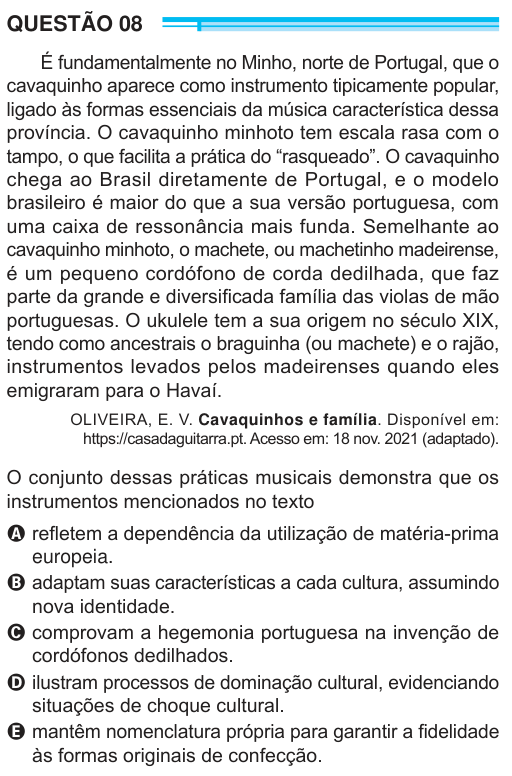 QUESTÃO 08
É fundamentalmente no Minho, norte de Portugal, que o
cavaquinho aparece como instrumento tipicamente popular,
ligado às formas essenciais da música característica dessa
província. O cavaquinho minhoto tem escala rasa com o
tampo, o que facilita a prática do “rasqueado”. O cavaquinho
chega ao Brasil diretamente de Portugal, e o modelo
brasileiro é maior do que a sua versão portuguesa, com
uma caixa de ressonância mais funda. Semelhante ao
cavaquinho minhoto, o machete, ou machetinho madeirense,
é um pequeno cordófono de corda dedilhada, que faz
parte da grande e diversificada família das violas de mão
portuguesas. O ukulele tem a sua origem no século XIX,
tendo como ancestrais o braguinha (ou machete) e o rajão,
instrumentos levados pelos madeirenses quando eles
emigraram para o Havaí.
OLIVEIRA, E. V. Cavaquinhos e família. Disponível em:
https://casadaguitarra.pt. Acesso em: 18 nov. 2021 (adaptado).
O conjunto dessas práticas musicais demonstra que os
instrumentos mencionados no texto
A refletem a dependência da utilização de matéria-prima
europeia.
B adaptam suas características a cada cultura, assumindo
nova identidade.
C comprovam a hegemonia portuguesa na invenção de
cordófonos dedilhados.
D ilustram processos de dominação cultural, evidenciando
situações de choque cultural.
E mantêm nomenclatura própria para garantir a fidelidade
às formas originais de confecção.